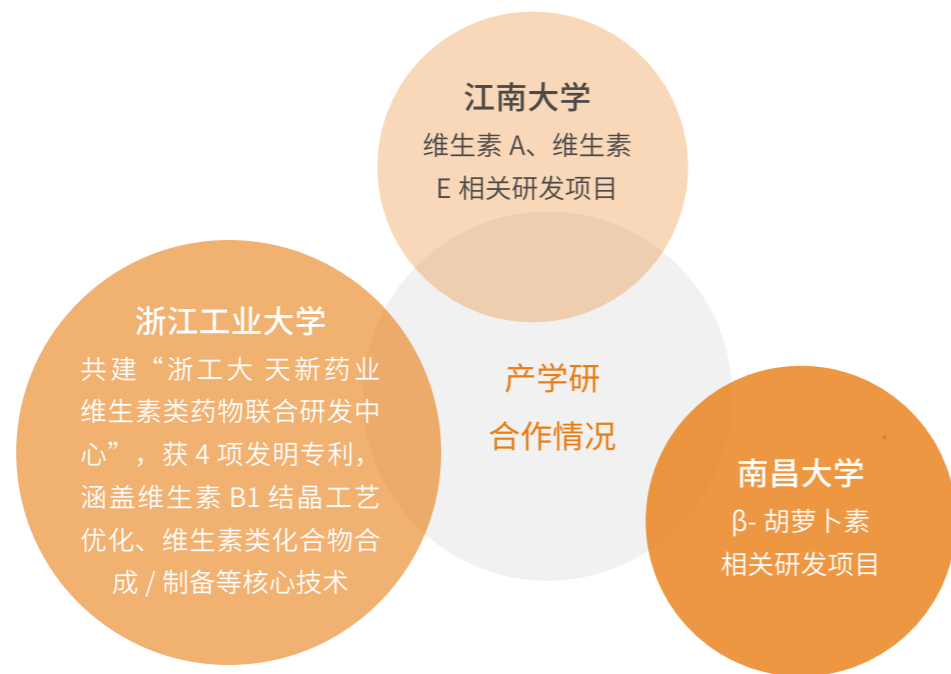 江南大学
维生素 A、维生素
E 相关研发项目
浙江工业大学
共建“浙工大 天新药业
维生素类药物联合研发中
心”，获 4 项发明专利，
涵盖维生素 B1 结晶工艺
优化、维生素类化合物合
成 / 制备等核心技术
产学研
合作情况
南昌大学
β- 胡萝卜素
相关研发项目